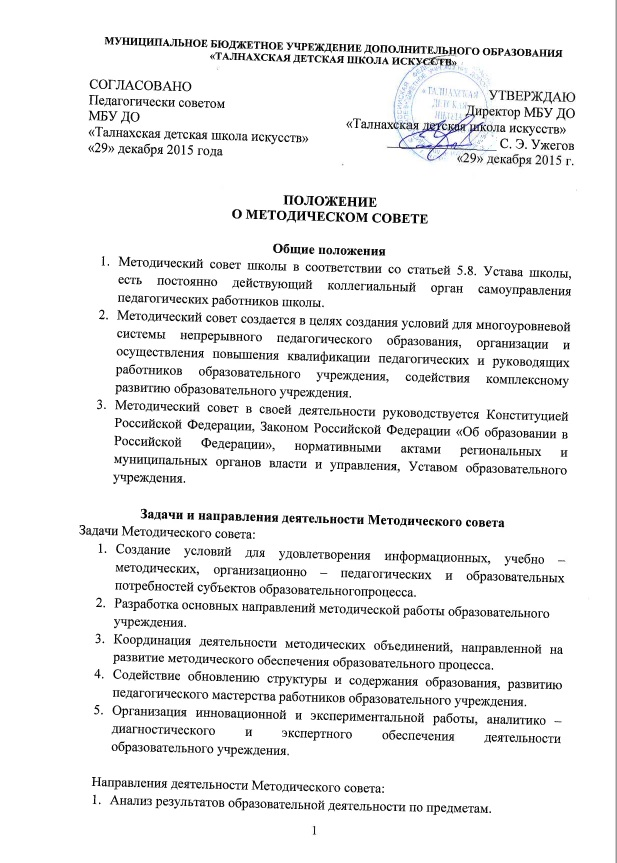 МУНИЦИПАЛЬНОЕ БЮДЖЕТНОЕ УЧРЕЖДЕНИЕ ДОПОЛНИТЕЛЬНОГО ОБРАЗОВАНИЯ
«ТАЛНАХСКАЯ ДЕТСКАЯ ШКОЛА ИСКУССТВ»
СОГЛАСОВАНО
Педагогически советом
МБУ ДО
«Талнахская детская школа искусств»
«29» декабря 2015 года
УТВЕРЖДАЮ
Директор МБУ ДО
«Талнахская детская школа искусств»
С. Э. Ужегов
«29» декабря 2015 г.
«ТАЛНАХСКАЯ
ДЕТСКАЯ
ШКОЛА
ПОЛОЖЕНИЕ
О МЕТОДИЧЕСКОМ СОВЕТЕ
Общие положения
1. Методический совет школы в соответствии со статьей 5.8. Устава школы,
есть постоянно действующий коллегиальный орган самоуправления
педагогических работников школы.
2. Методический совет создается в целях создания условий для многоуровневой
системы непрерывного педагогического образования, организации и
осуществления повышения квалификации педагогических и руководящих
работников образовательного учреждения, содействия комплексному
развитию образовательного учреждения.
3. Методический совет в своей деятельности руководствуется Конституцией
Российской Федерации, Законом Российской Федерации «Об образовании в
Российской Федерации», нормативными актами региональных и
муниципальных органов власти и управления, Уставом образовательного
учреждения.
Задачи и направления деятельности Методического совета
Задачи Методического совета:
1. Создание условий для удовлетворения информационных, учебно –
методических, организационно – педагогических и образовательных
потребностей субъектов образовательногопроцесса.
2. Разработка основных направлений методической работы образовательного
учреждения.
3. Координация деятельности методических объединений, направленной на
развитие методического обеспечения образовательного процесса.
4. Содействие обновлению структуры и содержания образования, развитию
педагогического мастерства работников образовательного учреждения.
5. Организация инновационной и экспериментальной работы, аналитико –
диагностического и экспертного обеспечения деятельности
образовательного учреждения.
Направления деятельности Методического совета:
1. Анализ результатов образовательной деятельности по предметам.
1